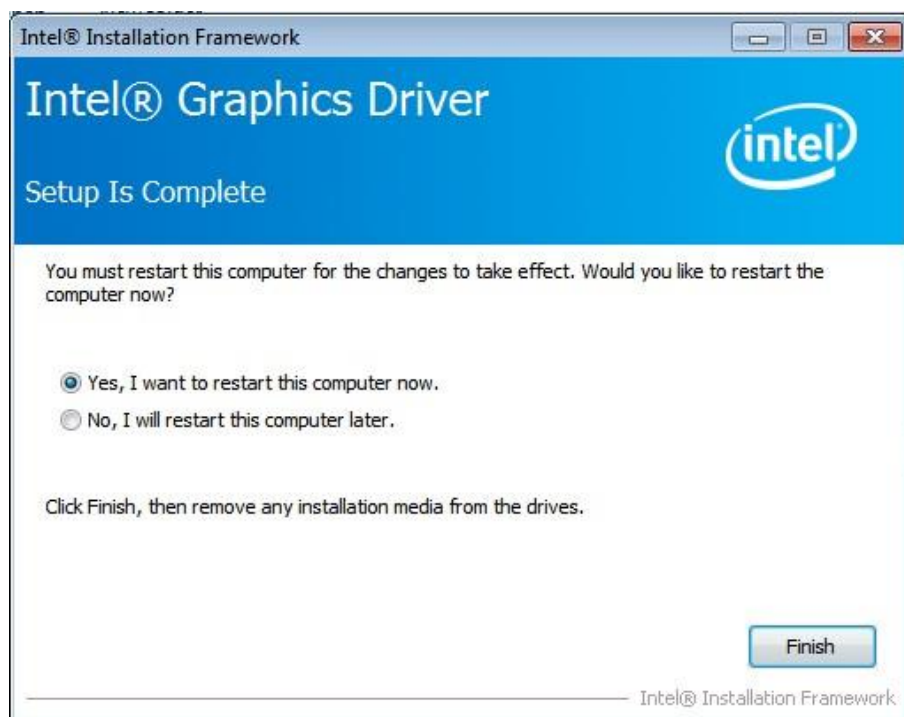 Intel® Installation Framework
Intel® Graphics Driver
intel
Setup Is Complete
You must restart this computer for the changes to take effect. Would you like to restart the
computer now?
Yes, I want to restart this computer now.
No, I will restart this computer later.
Click Finish, then remove any installation media from the drives.
Finish
Intel® Installation Framework